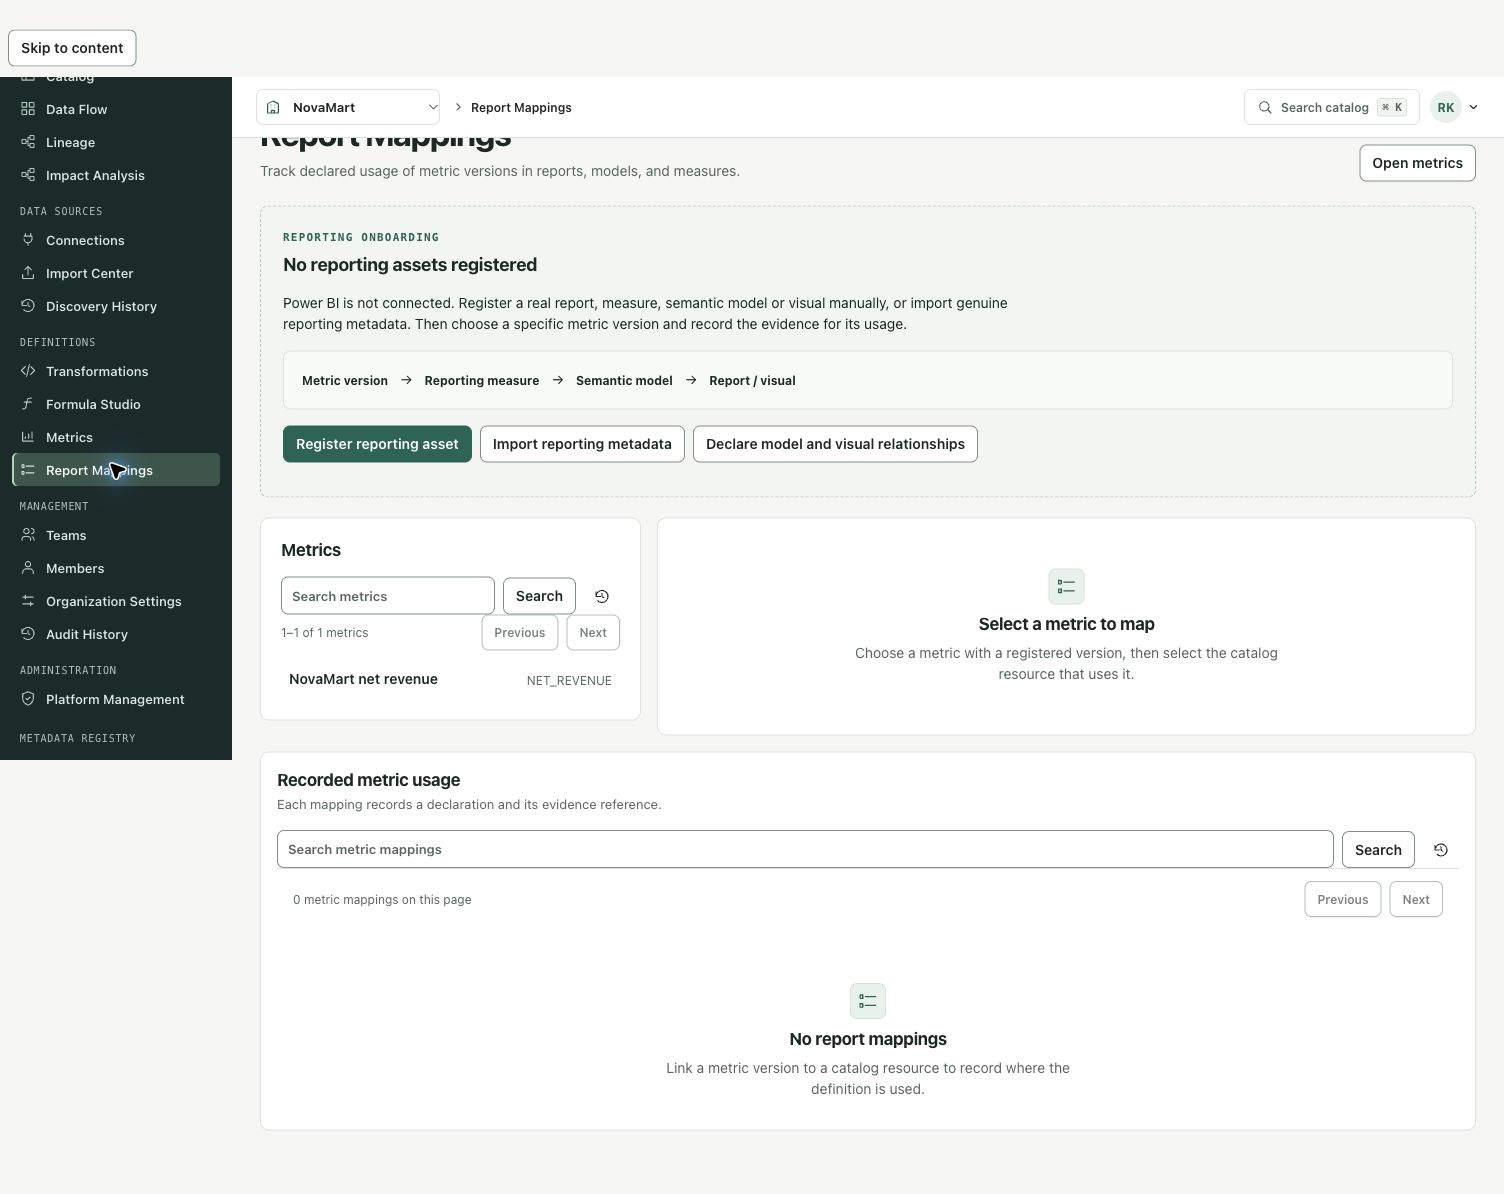 Skip to content
Catalog
Data Flow
Lineage
Impact Analysis
DATA SOURCES
Connections
Import Center
Discovery History
DEFINITIONS
Transformations
Formula Studio
Metrics
Report Mappings
MANAGEMENT
Teams
Members
Organization Settings
Audit History
ADMINISTRATION
Platform Management
METADATA REGISTRY
NovaMart
Report Mappings
Search catalog
⌘ K
RK
Report Mappings
Track declared usage of metric versions in reports, models, and measures.
Open metrics
REPORTING ONBOARDING
No reporting assets registered
Power BI is not connected. Register a real report, measure, semantic model or visual manually, or import genuine
reporting metadata. Then choose a specific metric version and record the evidence for its usage.
Metric version → Reporting measure → Semantic model → Report / visual
Register reporting asset
Import reporting metadata
Declare model and visual relationships
Metrics
Search metrics
Search
1–1 of 1 metrics
Previous
Next
NovaMart net revenue
NET_REVENUE
Select a metric to map
Choose a metric with a registered version, then select the catalog
resource that uses it.
Recorded metric usage
Each mapping records a declaration and its evidence reference.
Search metric mappings
Search
0 metric mappings on this page
Previous
Next
No report mappings
Link a metric version to a catalog resource to record where the
definition is used.